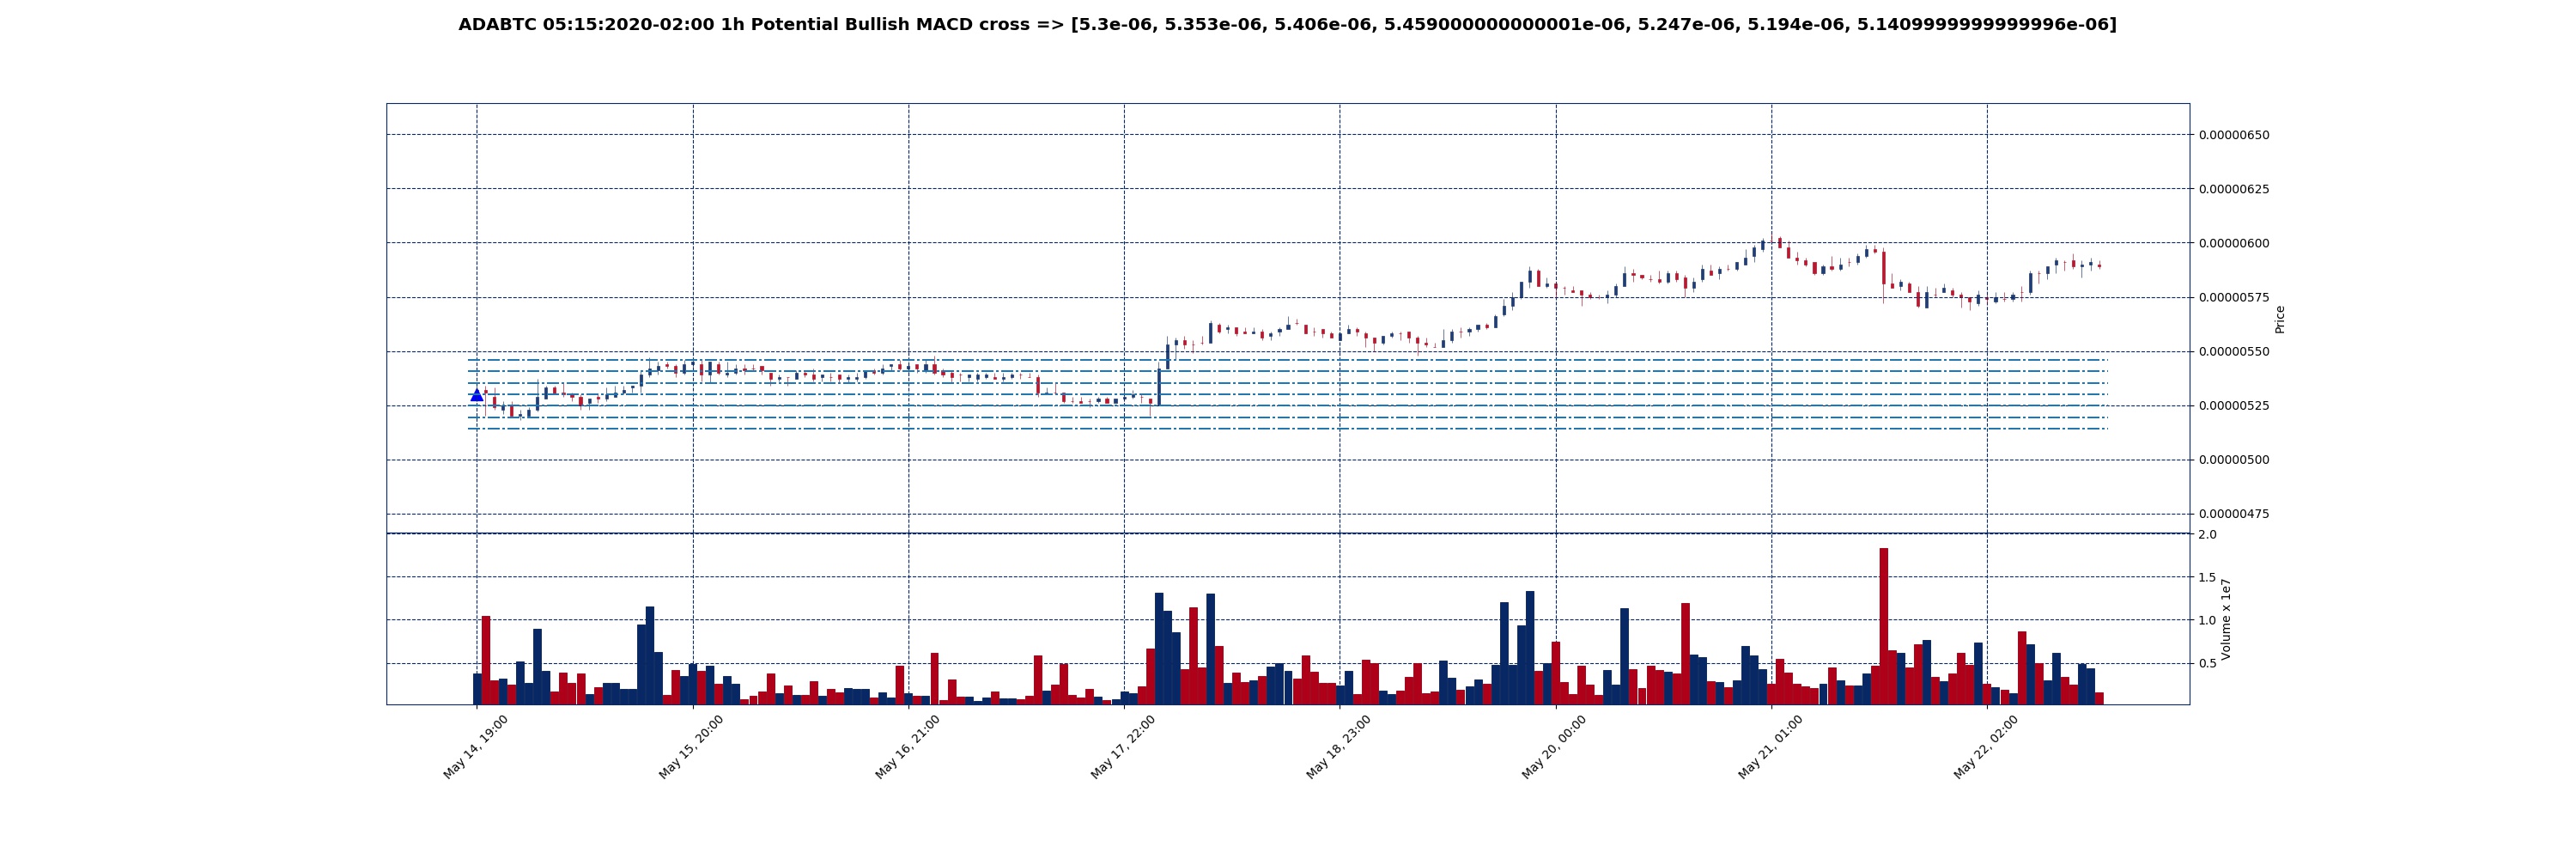 ADABTC 05:15:2020-02:00 1h Potential Bullish MACD cross => [5.3e-06, 5.353e-06, 5.406e-06, 5.459000000000001e-06, 5.247e-06, 5.194e-06, 5.1409999999999996e-06]
0.00000650
0.00000625
0.00000600
0.00000575
0.00000550
0.00000525
0.00000500
0.00000475
Price
2.0
1.5
1.0
0.5
Volume x 1e7
May 14, 19:00
May 15, 20:00
May 16, 21:00
May 17, 22:00
May 18, 23:00
May 20, 00:00
May 21, 01:00
May 22, 02:00